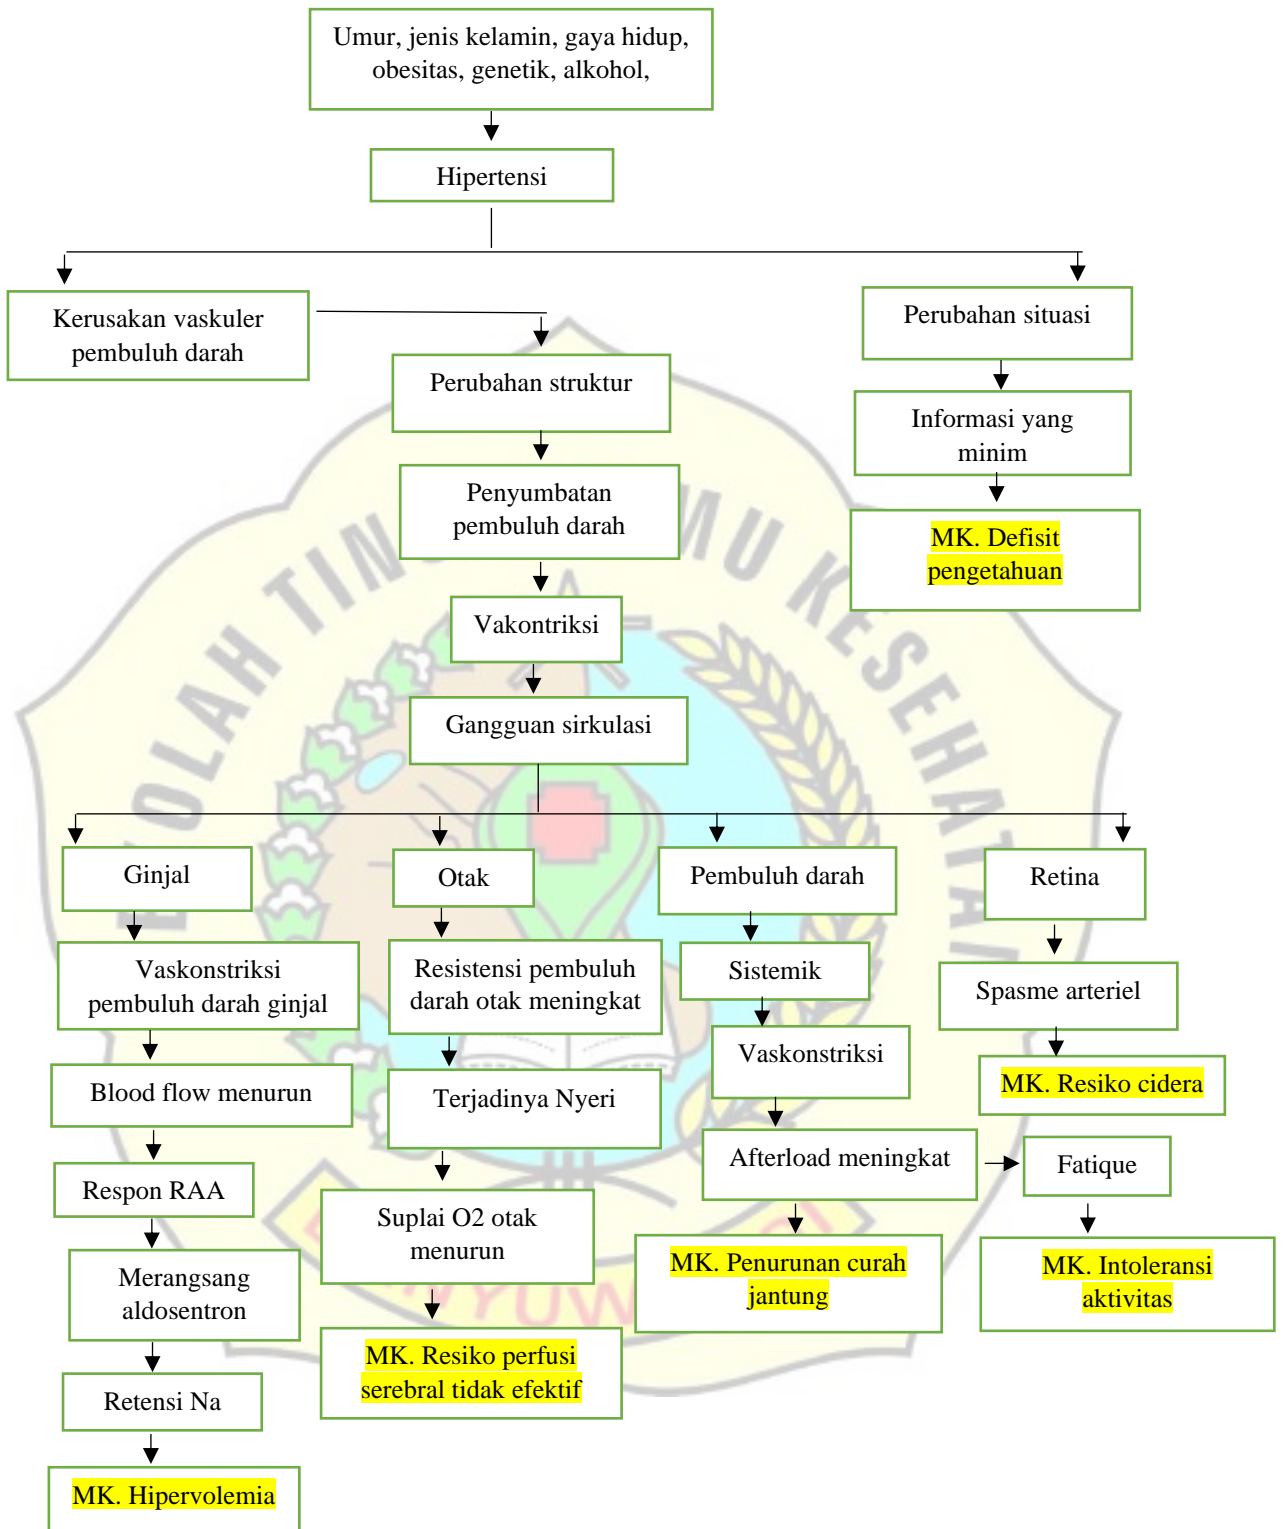 Umur, jenis kelamin, gaya hidup,
obesitas, genetik, alkohol,
Hipertensi
Kerusakan vaskuler
pembuluh darah
Perubahan situasi
Perubahan struktur
Informasi yang
minim
Penyumbatan
pembuluh darah
MK. Defisit
pengetahuan
Vakontriksi
Gangguan sirkulasi
Ginjal
Otak
Pembuluh darah
Retina
Vaskonstriksi
pembuluh darah ginjal
Resistensi pembuluh
darah otak meningkat
Sistemik
Spasme arteriel
Vaskonstriksi
Blood flow menurun
Terjadinya Nyeri
MK. Resiko cidera
Afterload meningkat
Fatique
Respon RAA
Suplai O2 otak
menurun
MK. Penurunan curah
jantung
MK. Intoleransi
aktivitas
Merangsang
aldosentron
MK. Resiko perfusi
serebral tidak efektif
Retensi Na
MK. Hipervolemia
OLAH TING MU KESEHATAN